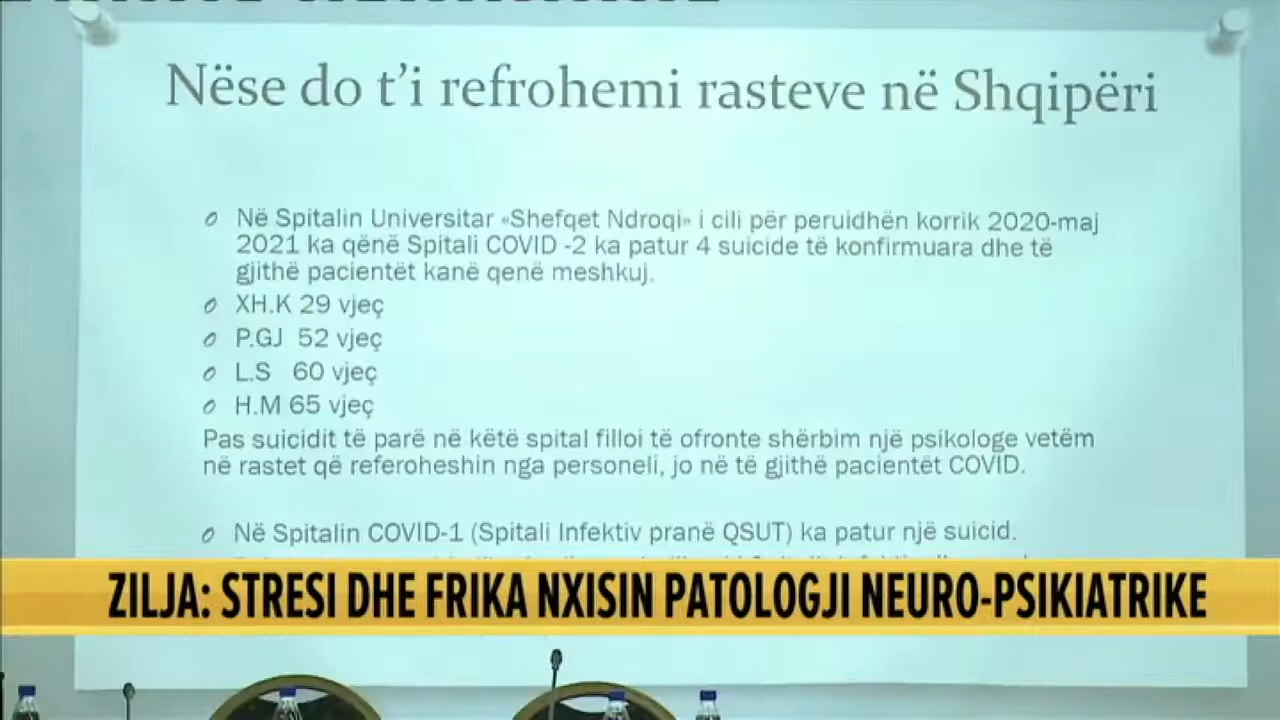 Nëse do t'i refrohemi rasteve në Shqipëri
Në Spitalin Universitar «Shefqet Ndroqi» i cili për peruidhën korrik 2020-maj
2021 ka qënë Spitali COVID -2 ka patur 4 suicide të konfirmuara dhe të
gjithë pacientët kanë qenë meshkuj.
XH.K 29 vjeç
P.GJ 52 vjeç
L.S 60 vjeç
H.M 65 vjeç
Pas suicidit të parë në këtë spital filloi të ofronte shërbim një psikologe vetëm
në rastet që referoheshin nga personeli, jo në të gjithë pacientët COVID.
Në Spitalin COVID-1 (Spitali Infektiv pranë QSUT) ka patur një suicid.
ZILJA: STRESI DHE FRIKA NXISIN PATOLOGJI NEURO-PSIKIATRIKE